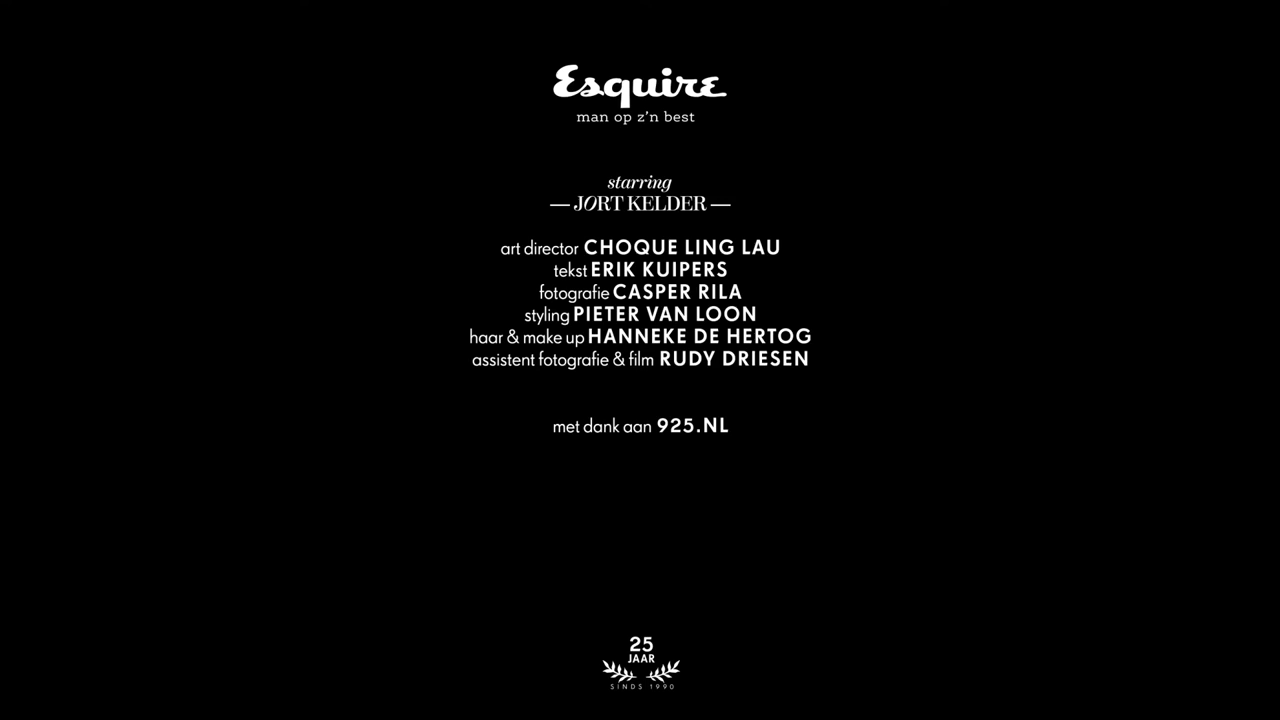 Esquire
man op z'n best
starring
— JORT KELDER —
art director CHOQUE LING LAU
tekst ERIK KUIPERS
fotografie CASPER RILA
styling PIETER VAN LOON
haar & make up HANNEKE DE HERTOG
assistent fotografie & film RUDY DRIESEN
met dank aan 925.NL
25
JAAR
SINDS 1990